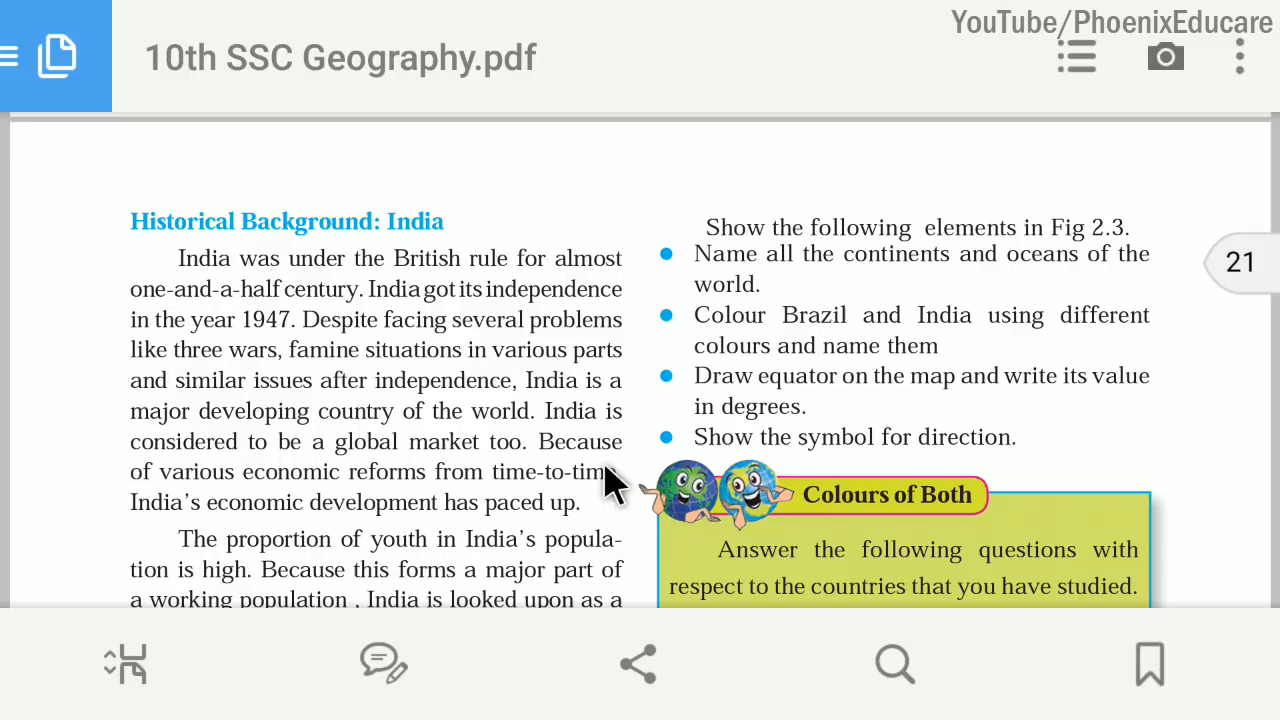 YouTube/PhoenixEducare
10th SSC Geography.pdf
21
Historical Background: India
India was under the British rule for almost
one-and-a-half century. India got its independence
in the year 1947. Despite facing several problems
like three wars, famine situations in various parts
and similar issues after independence, India is a
major developing country of the world. India is
considered to be a global market too. Because
of various economic reforms from time-to-time
India's economic development has paced up.
The proportion of youth in India's popula-
tion is high. Because this forms a major part of
a working population , India is looked upon as a
Show the following elements in Fig 2.3.
Name all the continents and oceans of the
world.
Colour Brazil and India using different
colours and name them
Draw equator on the map and write its value
in degrees.
Show the symbol for direction.
Colours of Both
Answer the following questions with
respect to the countries that you have studied.